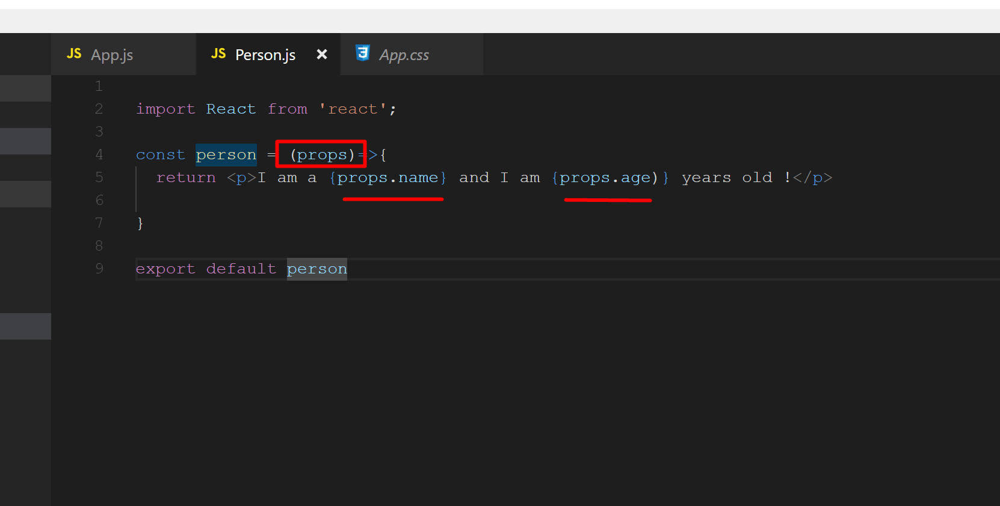 JS App.js JS Person.js × 3 App.css
1
2 import React from 'react';
3
4 const person = (props)=>{
5 return <p>I am a {props.name} and I am {props.age)} years old !</p>
6
7 }
8
9 export default person